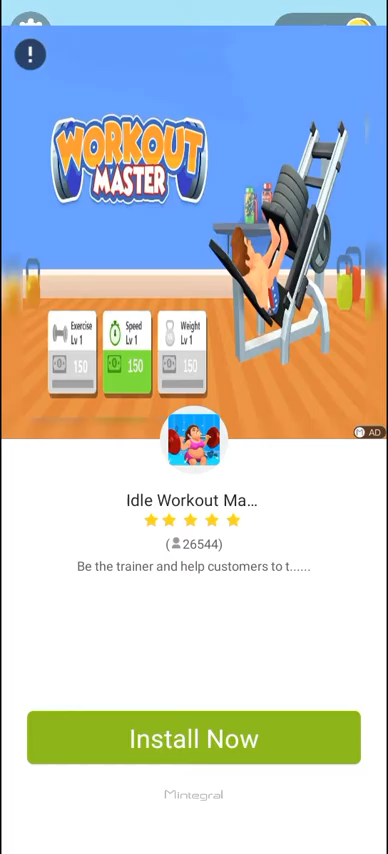 !
WORKOUT
MASTER
Exercise
Lv 1
150
Speed
Lv 1
150
Weight
Lv 1
150
M AD
Idle Workout Ma...
(26544)
Be the trainer and help customers to t......
Install Now
Mintegral